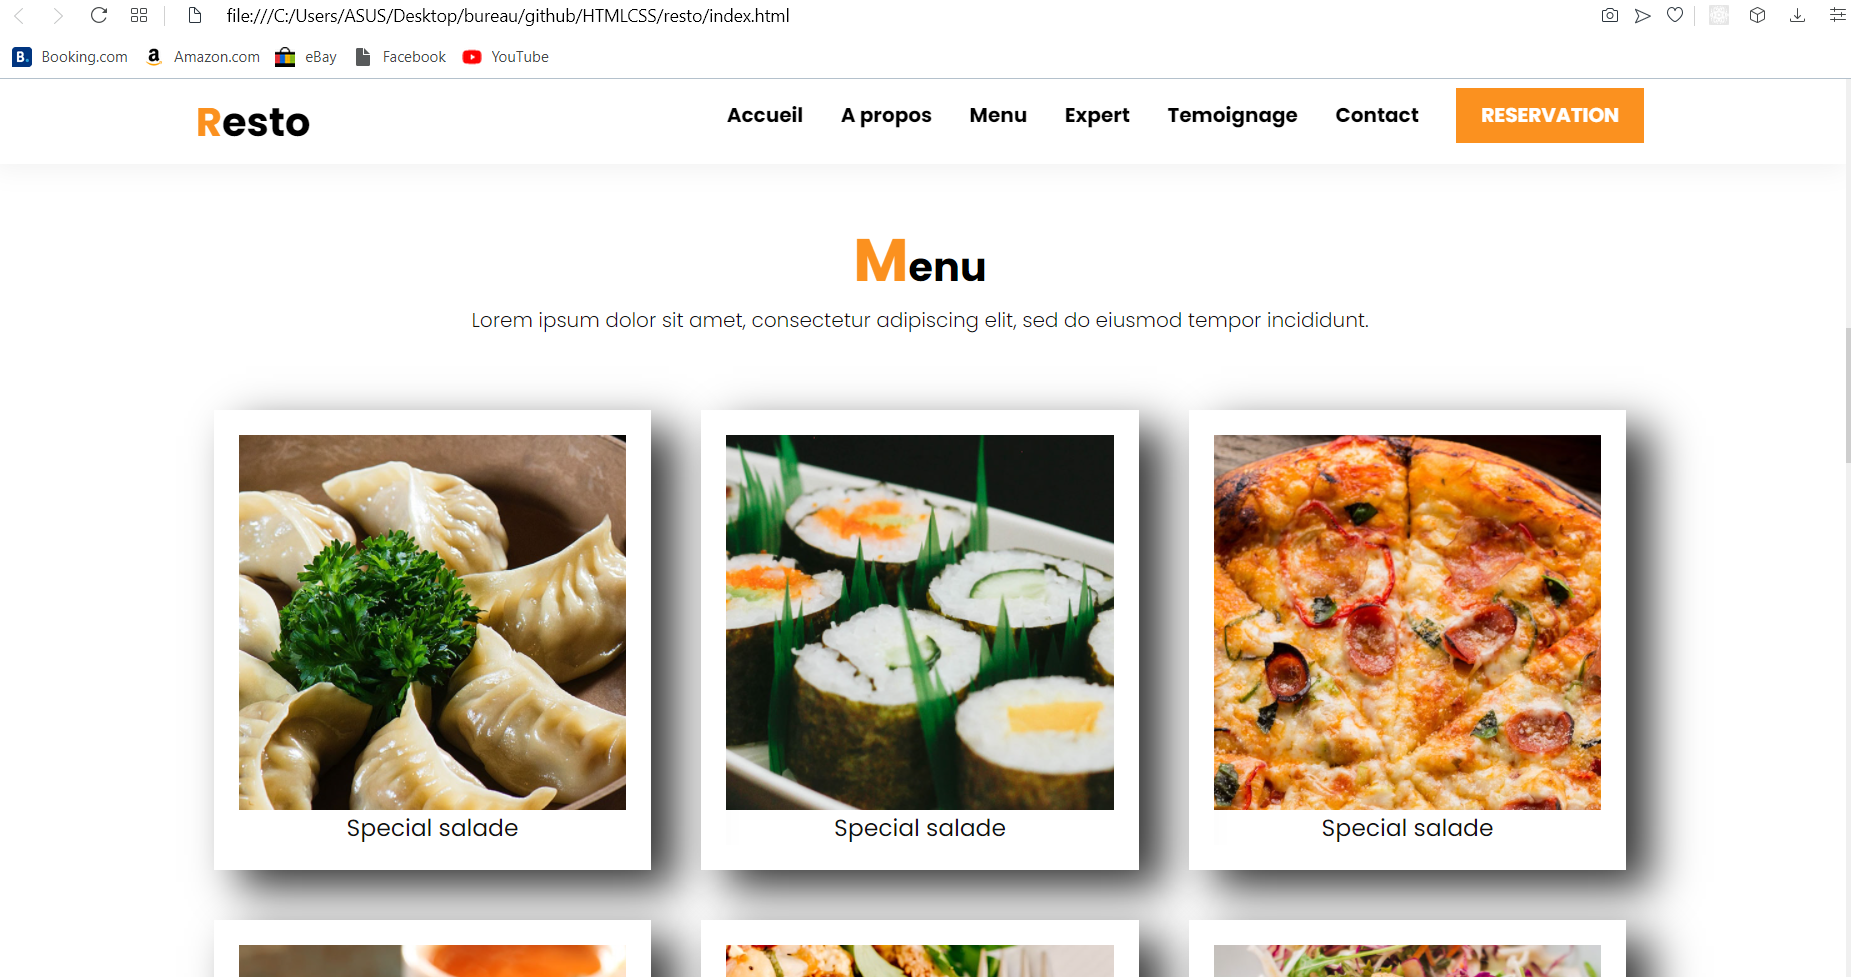 file:///C:/Users/ASUS/Desktop/bureau/github/HTMLCSS/resto/index.html
B. Booking.com a Amazon.com eBay Facebook YouTube
Resto Accueil A propos Menu Expert Temoignage Contact RESERVATION
Menu
Lorem ipsum dolor sit amet, consectetur adipiscing elit, sed do eiusmod tempor incididunt.
Special salade Special salade Special salade